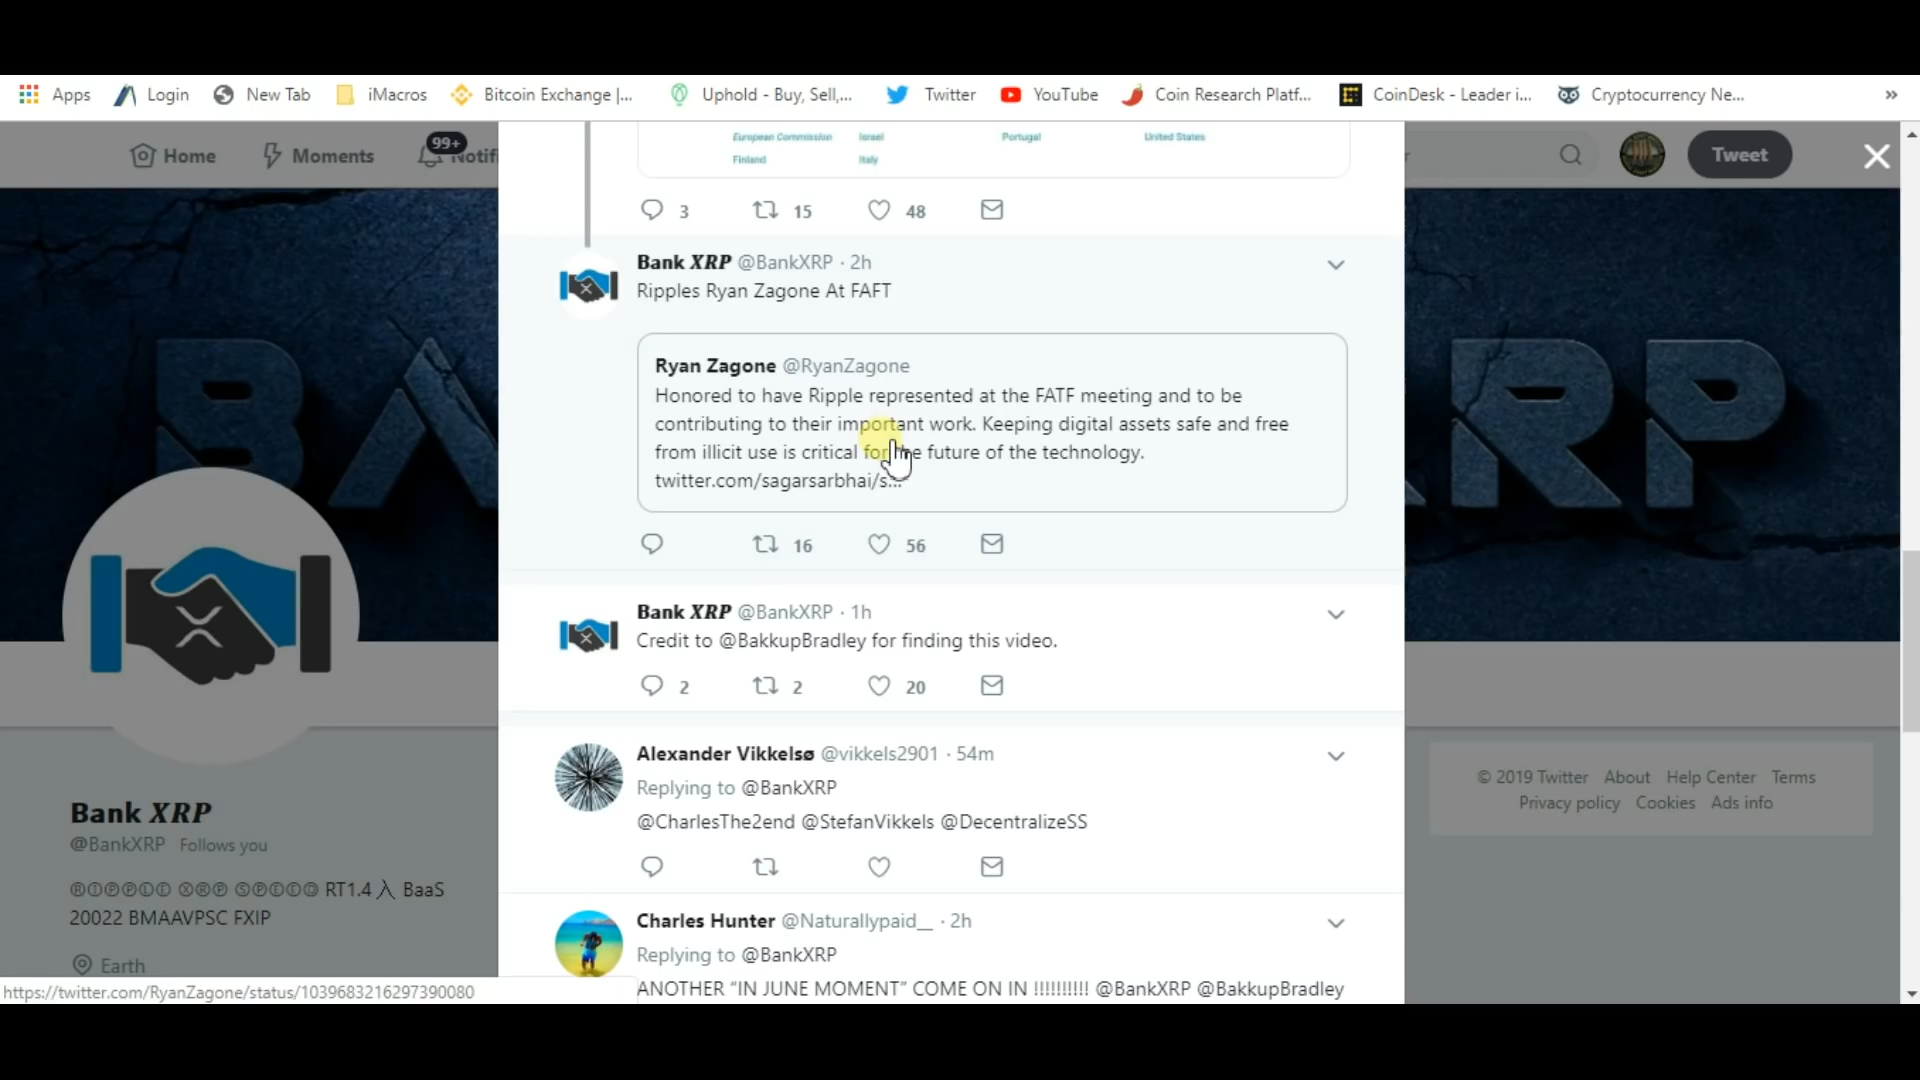 Apps Login New Tab iMacros Bitcoin Exchange |... Uphold - Buy, Sell,... Twitter YouTube Coin Research Platf... CoinDesk - Leader i... Cryptocurrency Ne... »
Home Moments 99+ Notif
Tweet
European Commission Israel Portugal United States
Finland Italy
3 15 48
Bank XRP @BankXRP · 2h
Ripples Ryan Zagone At FAFT
Ryan Zagone @RyanZagone
Honored to have Ripple represented at the FATF meeting and to be
contributing to their important work. Keeping digital assets safe and free
from illicit use is critical for the future of the technology.
twitter.com/sagarsarbhai/s...
16 56
Bank XRP @BankXRP · 1h
Credit to @BakkupBradley for finding this video.
2 2 20
Alexander Vikkelsø @vikkels2901 · 54m
Replying to @BankXRP
@CharlesThe2end @StefanVikkels @DecentralizeSS
Charles Hunter @Naturallypaid__ · 2h
Replying to @BankXRP
ANOTHER “IN JUNE MOMENT” COME ON IN !!!!!!!!!! @BankXRP @BakkupBradley
Bank XRP
@BankXRP Follows you
ⓇⒾⓅⓅⓁⒺ ⓍⓇⓅ ⓈⓅⒺⒺⒹ RT1.4 入 BaaS
20022 BMAAVPSC FXIP
Earth
https://twitter.com/RyanZagone/status/1039683216297390080
© 2019 Twitter About Help Center Terms
Privacy policy Cookies Ads info